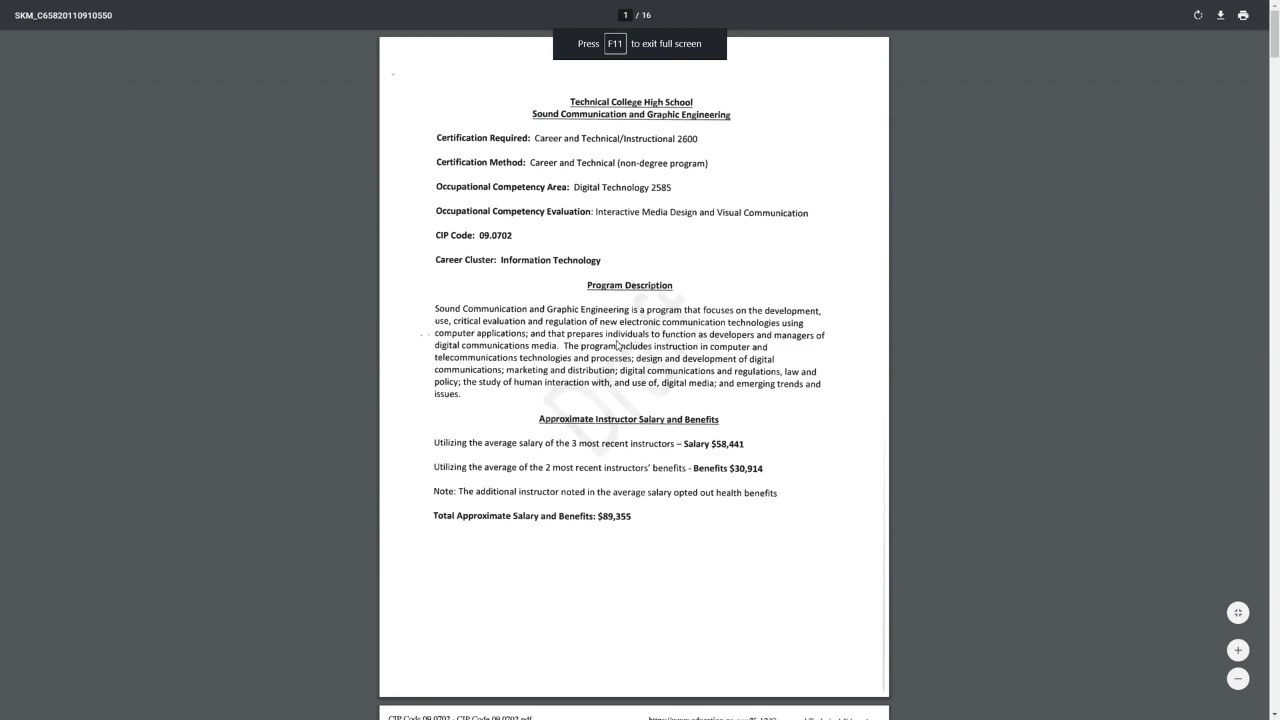 SKM_C65820110910550
1 / 16
Press F11 to exit full screen
Technical College High School
Sound Communication and Graphic Engineering
Certification Required: Career and Technical/Instructional 2600
Certification Method: Career and Technical (non-degree program)
Occupational Competency Area: Digital Technology 2585
Occupational Competency Evaluation: Interactive Media Design and Visual Communication
CIP Code: 09.0702
Career Cluster: Information Technology
Program Description
Sound Communication and Graphic Engineering is a program that focuses on the development,
use, critical evaluation and regulation of new electronic communication technologies using
computer applications; and that prepares individuals to function as developers and managers of
digital communications media. The program includes instruction in computer and
telecommunications technologies and processes; design and development of digital
communications; marketing and distribution; digital communications and regulations, law and
policy; the study of human interaction with, and use of, digital media; and emerging trends and
issues.
Draft
Approximate Instructor Salary and Benefits
Utilizing the average salary of the 3 most recent instructors – Salary $58,441
Utilizing the average of the 2 most recent instructors' benefits - Benefits $30,914
Note: The additional instructor noted in the average salary opted out health benefits
Total Approximate Salary and Benefits: $89,355
CIP Code 09.0702 - CIP Code 09.0702.pdf